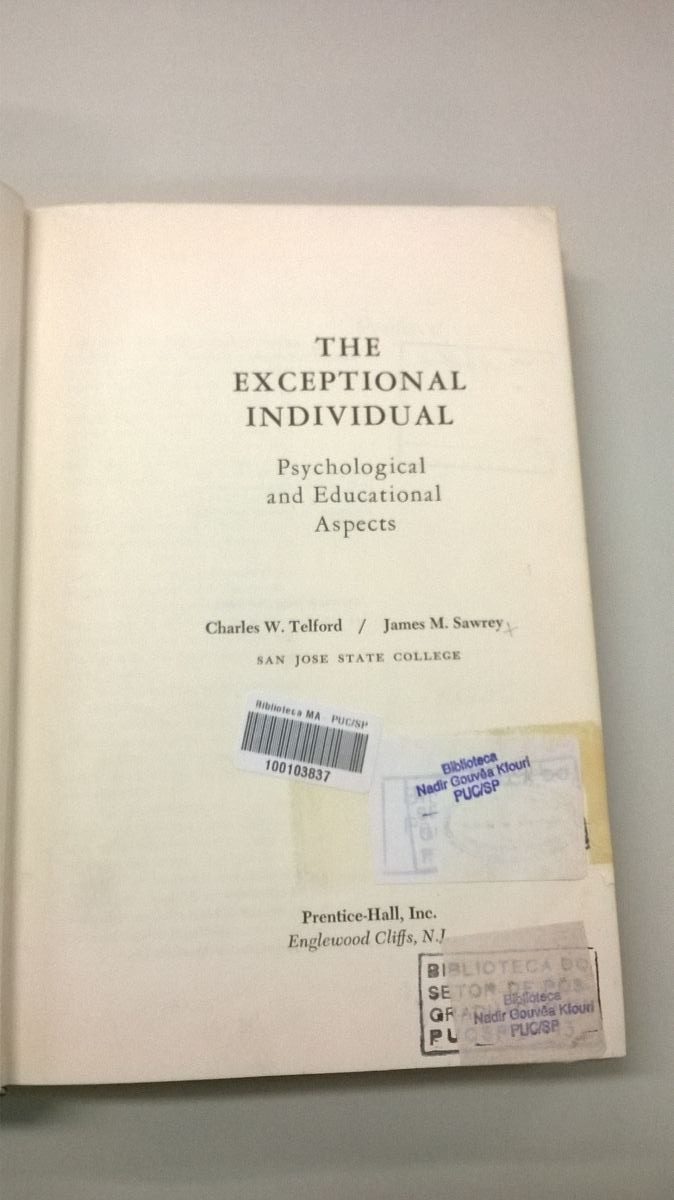 THE
EXCEPTIONAL
INDIVIDUAL
Psychological
and Educational
Aspects
Charles W. Telford / James M. Sawrey
SAN JOSE STATE COLLEGE
Biblioteca MA - PUC/SP
100103837
Biblioteca
Nadir Gouvêa Kfouri
PUC/SP
Prentice-Hall, Inc.
Englewood Cliffs, N.J.
BIBLIOTECA DO
SETOR DE PÓS
Biblioteca
Nadir Gouvêa Kfouri
PUC/SP